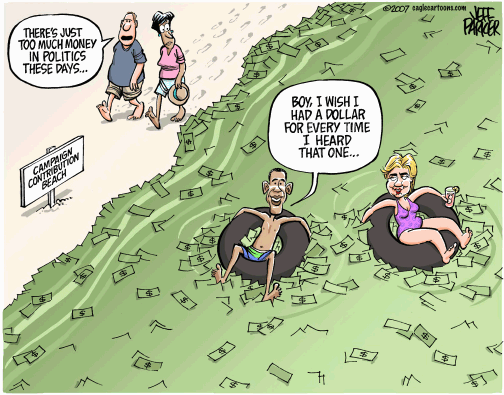 ©2007 caglecartoons.com
JEFF
PARKER
THERE'S JUST
TOO MUCH MONEY
IN POLITICS
THESE DAYS...
BOY, I WISH I
HAD A DOLLAR
FOR EVERY TIME
I HEARD
THAT ONE...
CAMPAIGN
CONTRIBUTION
BEACH